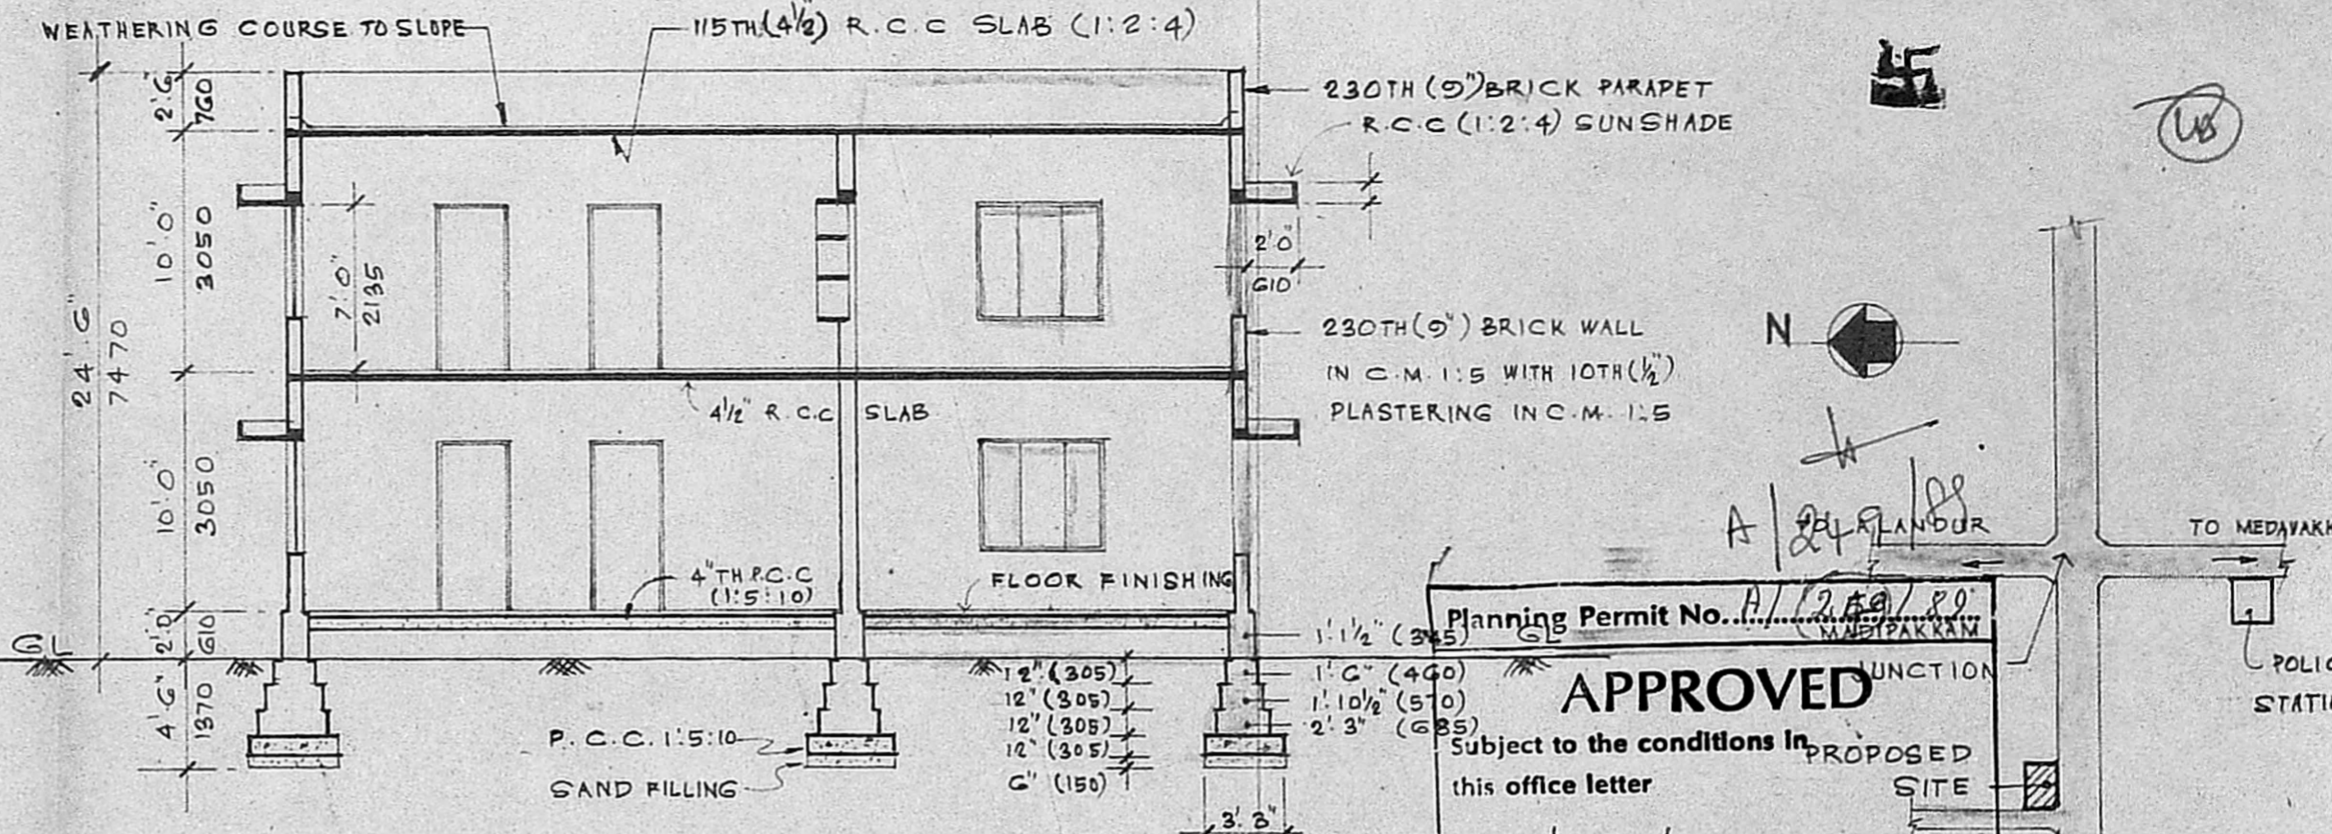 WEATHERING COURSE TO SLOPE
115TH.(4½) R.C.C SLAB (1:2:4)
2'.6"
760
230TH (9") BRICK PARAPET
R.C.C (1:2:4) SUNSHADE
10'.0"
3050
7'.0"
2135
2'.0"
610
24'.6"
7470
230TH (9") BRICK WALL
IN C.M. 1:5 WITH 10TH (½")
PLASTERING IN C.M. 1:5
N
4½" R.C.C SLAB
10'.0"
3050
4" TH P.C.C
(1:5:10)
FLOOR FINISHING
A/249/89
ALANDUR
TO MEDAVAKK
Planning Permit No.
MADIPAKKAM
JUNCTION
GL
2'.0"
610
1'.1½" (345)
GL
4'.6"
1370
12" (305)
12" (305)
12" (305)
12" (305)
6" (150)
1'.6" (460)
1'.10½" (570)
2'.3" (685)
3'.3"
P.C.C. 1:5:10
SAND FILLING
APPROVED
Subject to the conditions in
this office letter
PROPOSED
SITE
POLIC
STATI